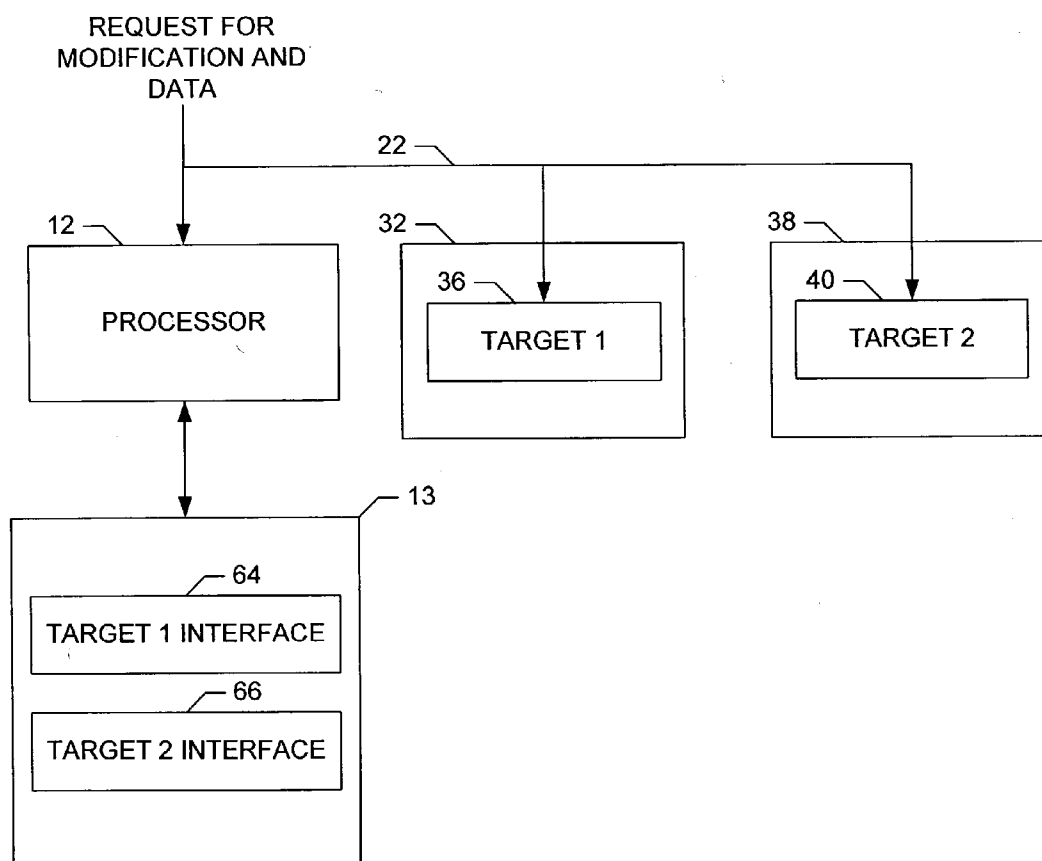 REQUEST FOR
MODIFICATION AND
DATA
22
12
32
38
36
40
PROCESSOR
TARGET 1
TARGET 2
13
64
TARGET 1 INTERFACE
66
TARGET 2 INTERFACE